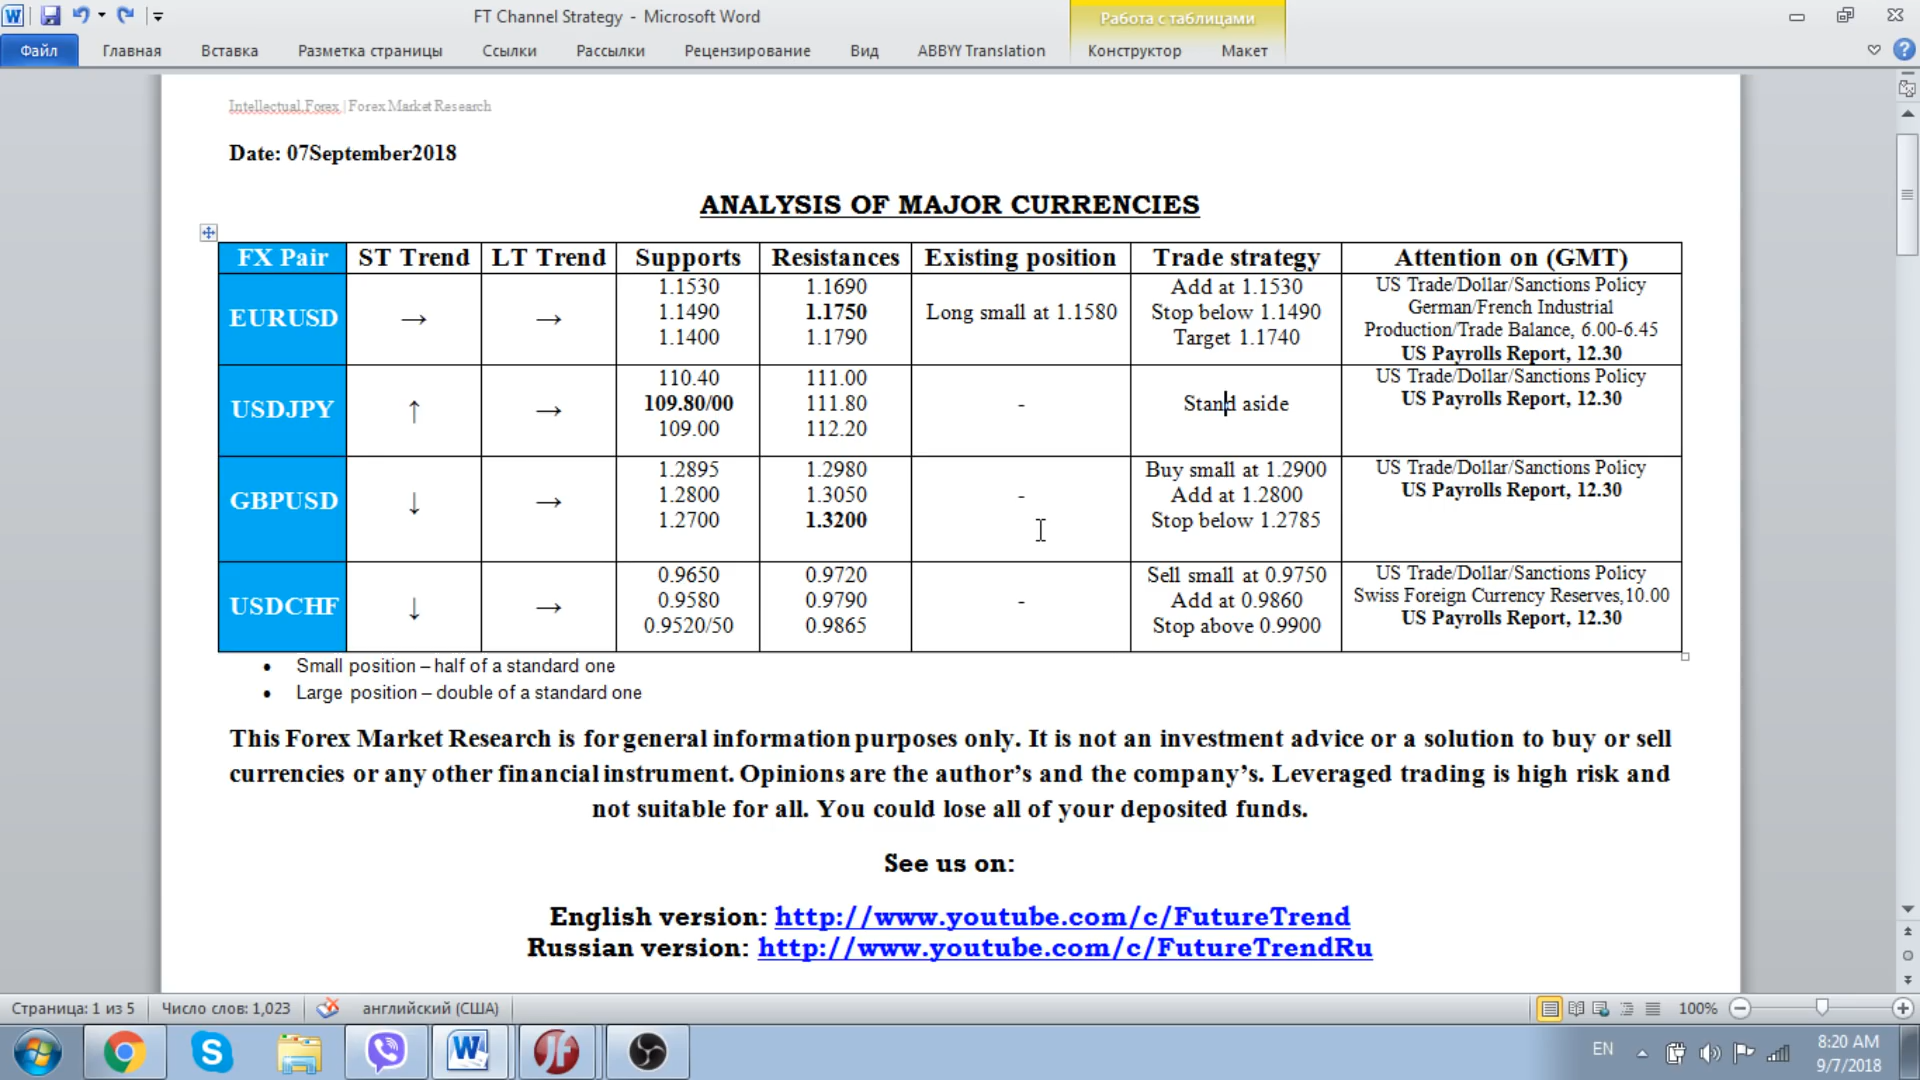 FT Channel Strategy - Microsoft Word
Работа с таблицами
Файл Главная Вставка Разметка страницы Ссылки Рассылки Рецензирование Вид ABBYY Translation Конструктор Макет
Intellectual Forex | Forex Market Research
Date: 07September2018
ANALYSIS OF MAJOR CURRENCIES
FX Pair ST Trend LT Trend Supports Resistances Existing position Trade strategy Attention on (GMT)
EURUSD → →
1.1530
1.1490
1.1400
1.1690
1.1750
1.1790
Long small at 1.1580
Add at 1.1530
Stop below 1.1490
Target 1.1740
US Trade/Dollar/Sanctions Policy
German/French Industrial
Production/Trade Balance, 6.00-6.45
US Payrolls Report, 12.30
USDJPY ↑ →
110.40
109.80/00
109.00
111.00
111.80
112.20
-
Stand aside
US Trade/Dollar/Sanctions Policy
US Payrolls Report, 12.30
GBPUSD ↓ →
1.2895
1.2800
1.2700
1.2980
1.3050
1.3200
-
Buy small at 1.2900
Add at 1.2800
Stop below 1.2785
US Trade/Dollar/Sanctions Policy
US Payrolls Report, 12.30
USDCHF ↓ →
0.9650
0.9580
0.9520/50
0.9720
0.9790
0.9865
-
Sell small at 0.9750
Add at 0.9860
Stop above 0.9900
US Trade/Dollar/Sanctions Policy
Swiss Foreign Currency Reserves,10.00
US Payrolls Report, 12.30
• Small position – half of a standard one
• Large position – double of a standard one
This Forex Market Research is for general information purposes only. It is not an investment advice or a solution to buy or sell
currencies or any other financial instrument. Opinions are the author's and the company's. Leveraged trading is high risk and
not suitable for all. You could lose all of your deposited funds.
See us on:
English version: http://www.youtube.com/c/FutureTrend
Russian version: http://www.youtube.com/c/FutureTrendRu
Страница: 1 из 5 Число слов: 1,023 английский (США) 100%
EN 8:20 AM
9/7/2018